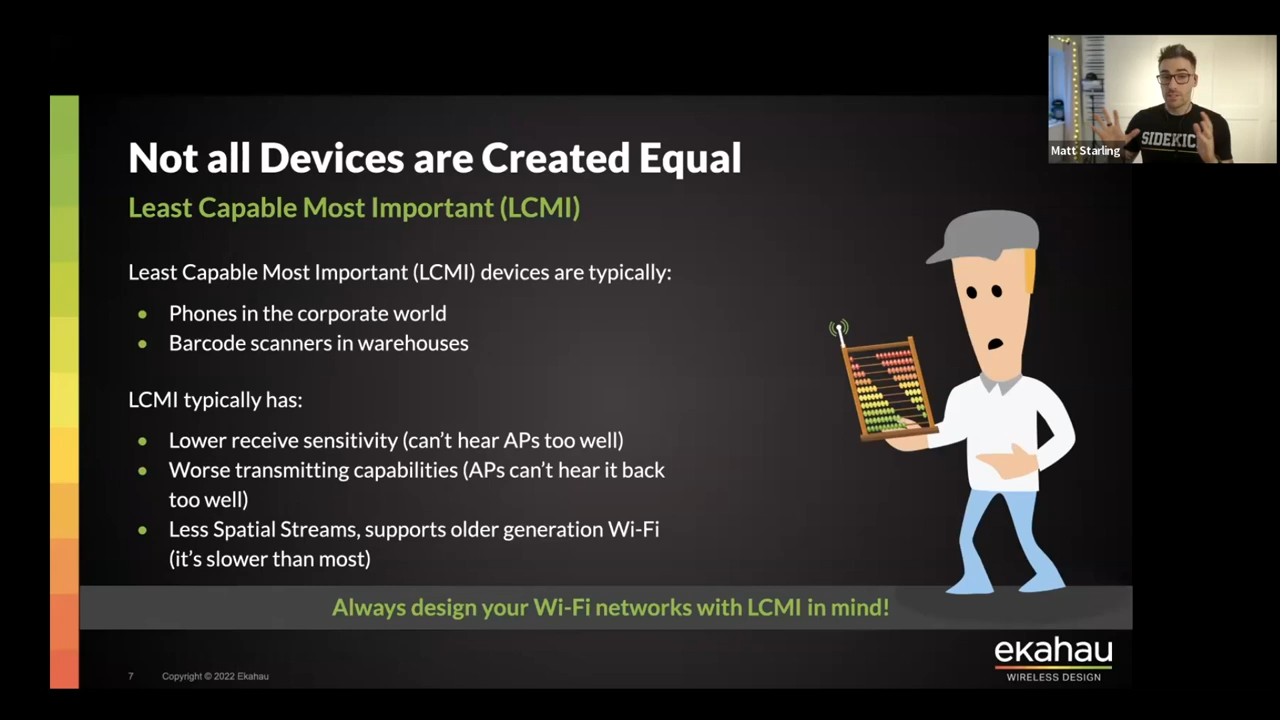 Not all Devices are Created Equal
Least Capable Most Important (LCMI)
Least Capable Most Important (LCMI) devices are typically:
• Phones in the corporate world
• Barcode scanners in warehouses
LCMI typically has:
• Lower receive sensitivity (can't hear APs too well)
• Worse transmitting capabilities (APs can't hear it back
too well)
• Less Spatial Streams, supports older generation Wi-Fi
(it's slower than most)
Always design your Wi-Fi networks with LCMI in mind!
ekahau
WIRELESS DESIGN
7 Copyright © 2022 Ekahau
SIDEKIC
Matt Starling